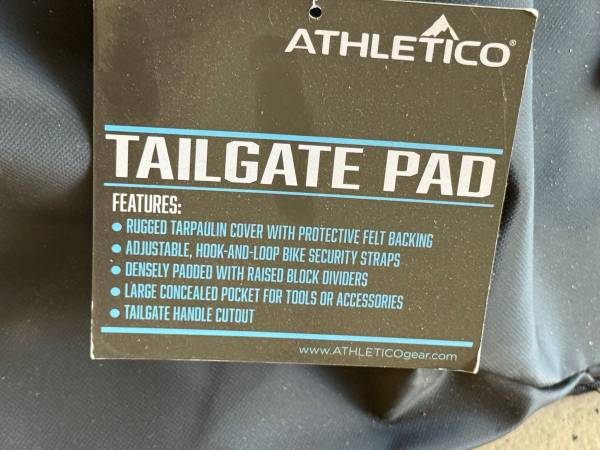 ATHLETICO®
TAILGATE PAD
FEATURES:
• RUGGED TARPAULIN COVER WITH PROTECTIVE FELT BACKING
• ADJUSTABLE, HOOK-AND-LOOP BIKE SECURITY STRAPS
• DENSELY PADDED WITH RAISED BLOCK DIVIDERS
• LARGE CONCEALED POCKET FOR TOOLS OR ACCESSORIES
• TAILGATE HANDLE CUTOUT
www.ATHLETICOgear.com